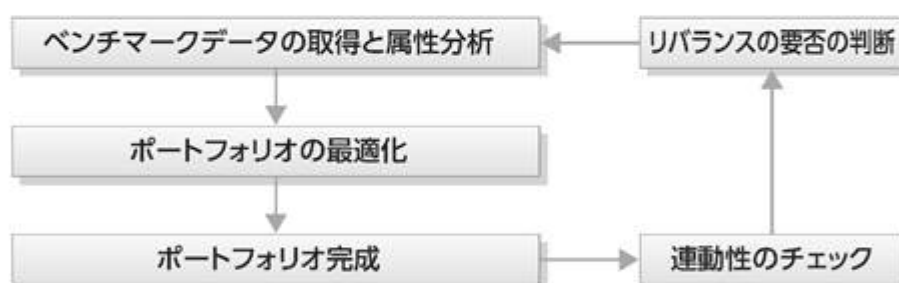 ベンチマークデータの取得と属性分析
リバランスの要否の判断
ポートフォリオの最適化
ポートフォリオ完成
連動性のチェック